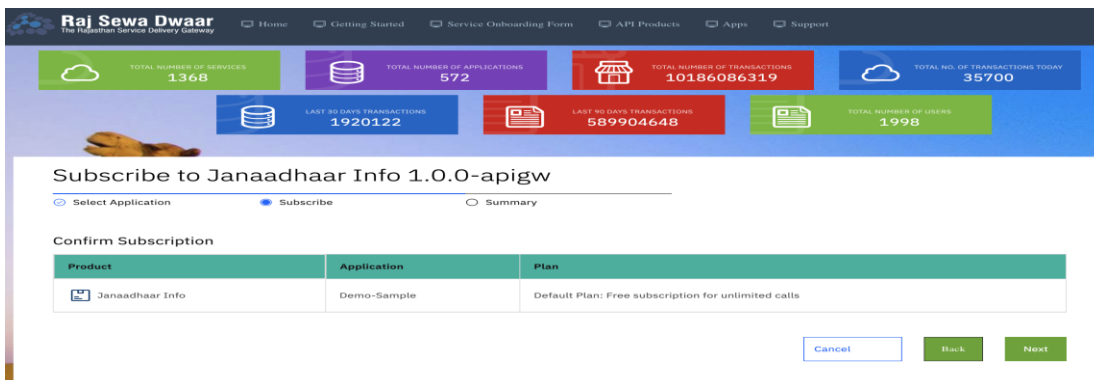 Raj Sewa Dwaar
The Rajasthan Service Delivery Gateway
Home Getting Started Service Onboarding Form API Products Apps Support
TOTAL NUMBER OF SERVICES
1368
TOTAL NUMBER OF APPLICATIONS
572
TOTAL NUMBER OF TRANSACTIONS
10186086319
TOTAL NO. OF TRANSACTIONS TODAY
35700
LAST 30 DAYS TRANSACTIONS
1920122
LAST 90 DAYS TRANSACTIONS
589904648
TOTAL NUMBER OF USERS
1998
Subscribe to Janaadhaar Info 1.0.0-apigw
Select Application Subscribe Summary
Confirm Subscription
Product Application Plan
Janaadhaar Info Demo-Sample Default Plan: Free subscription for unlimited calls
Cancel Back Next